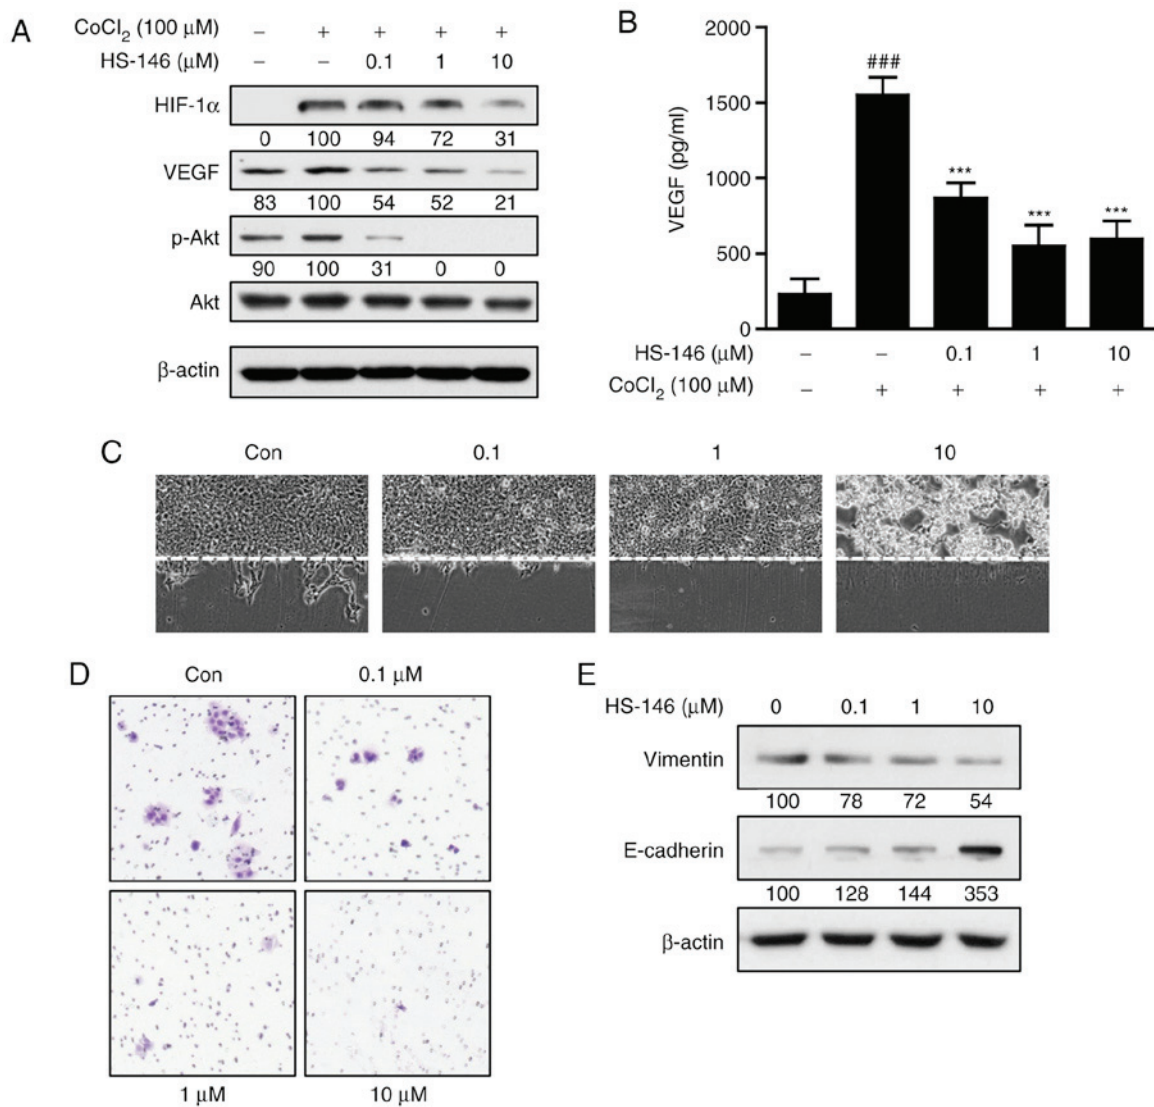 A
CoCl2 (100 μM) – + + + +
HS-146 (μM) – – 0.1 1 10
HIF-1α
0 100 94 72 31
VEGF
83 100 54 52 21
p-Akt
90 100 31 0 0
Akt
β-actin
B
2000
1500
1000
500
0
VEGF (pg/ml)
###
***
***
***
HS-146 (μM) – – 0.1 1 10
CoCl2 (100 μM) – + + + +
C
Con 0.1 1 10
D
Con 0.1 μM
1 μM 10 μM
E
HS-146 (μM) 0 0.1 1 10
Vimentin
100 78 72 54
E-cadherin
100 128 144 353
β-actin